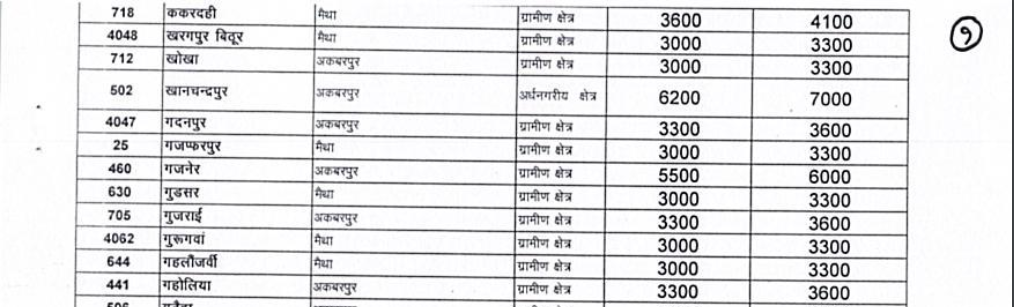 718 ककरदही मैथा ग्रामीण क्षेत्र 3600 4100
९
4048 खरगपुर बिठूर मैथा ग्रामीण क्षेत्र 3000 3300
712 खोखा अकबरपुर ग्रामीण क्षेत्र 3000 3300
502 खानचन्द्रपुर अकबरपुर अर्धनगरीय क्षेत्र 6200 7000
4047 गदनपुर अकबरपुर ग्रामीण क्षेत्र 3300 3600
25 गजफ्फरपुर मैथा ग्रामीण क्षेत्र 3000 3300
460 गजनेर अकबरपुर ग्रामीण क्षेत्र 5500 6000
630 गुडसर मैथा ग्रामीण क्षेत्र 3000 3300
705 गुजराई अकबरपुर ग्रामीण क्षेत्र 3300 3600
4062 गुरूगवां मैथा ग्रामीण क्षेत्र 3000 3300
644 गहलौजर्वी मैथा ग्रामीण क्षेत्र 3000 3300
441 गहोलिया अकबरपुर ग्रामीण क्षेत्र 3300 3600